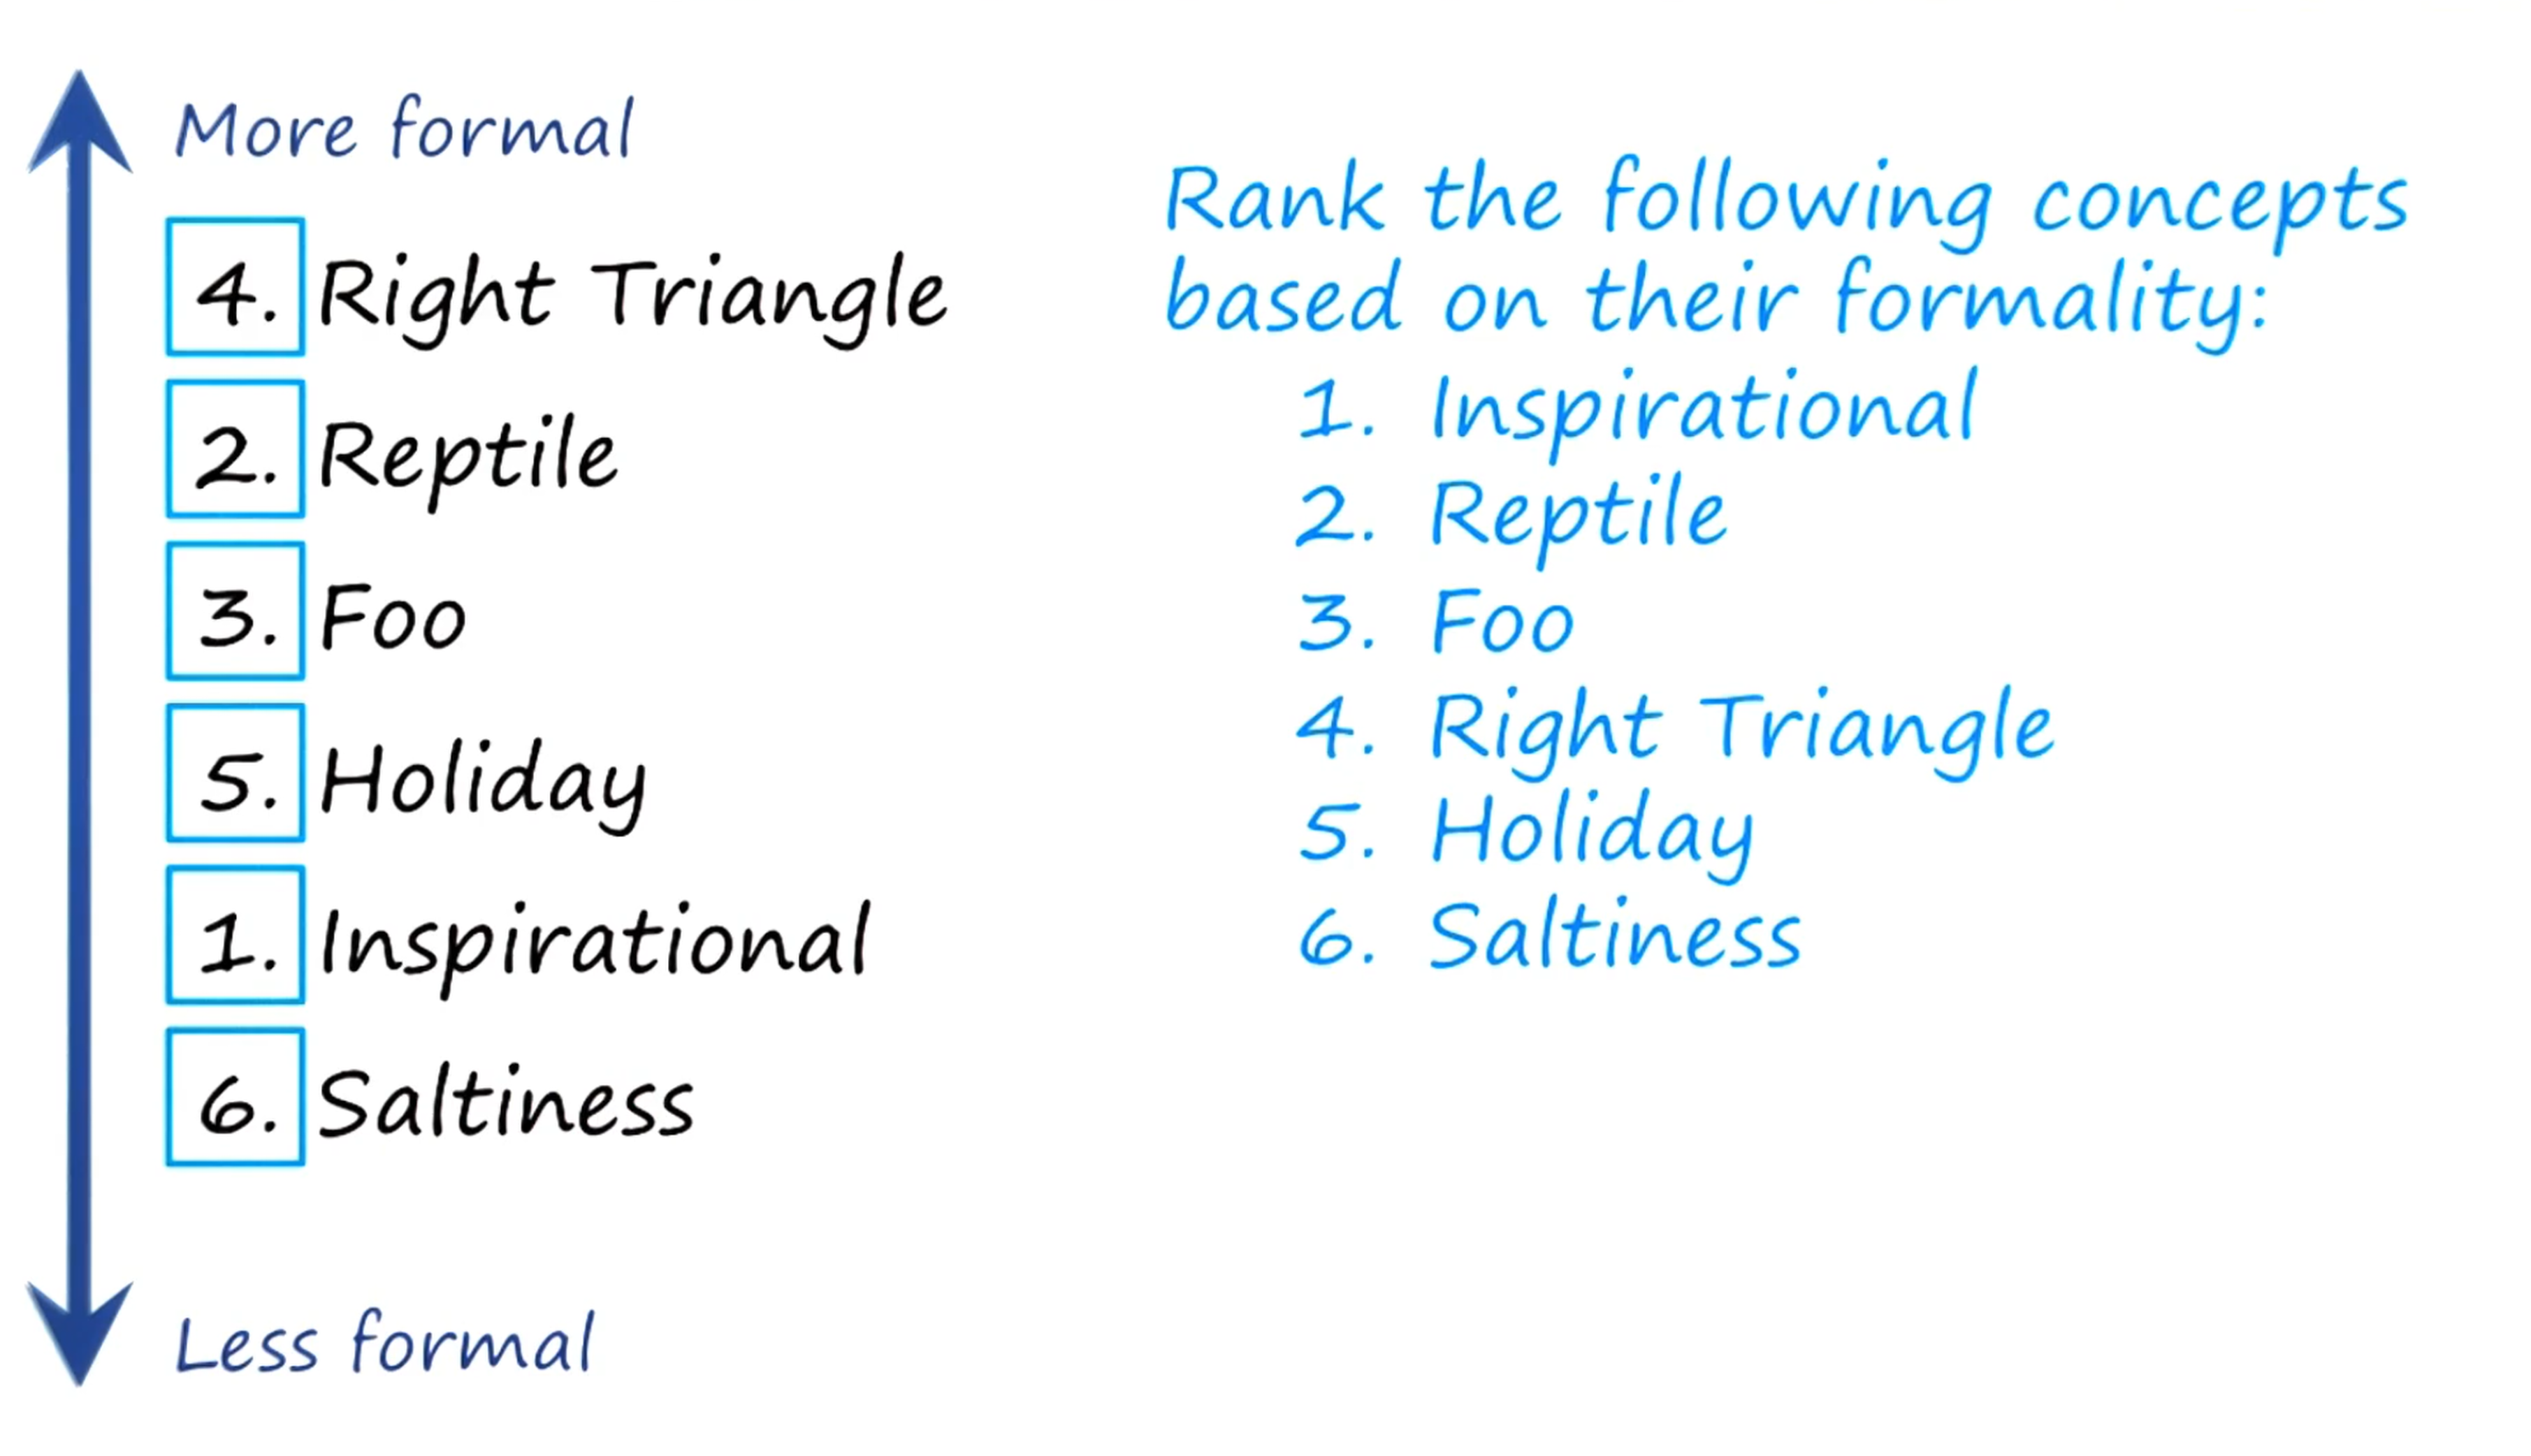 More formal
4. Right Triangle
2. Reptile
3. Foo
5. Holiday
1. Inspirational
6. Saltiness
Less formal
Rank the following concepts
based on their formality:
1. Inspirational
2. Reptile
3. Foo
4. Right Triangle
5. Holiday
6. Saltiness